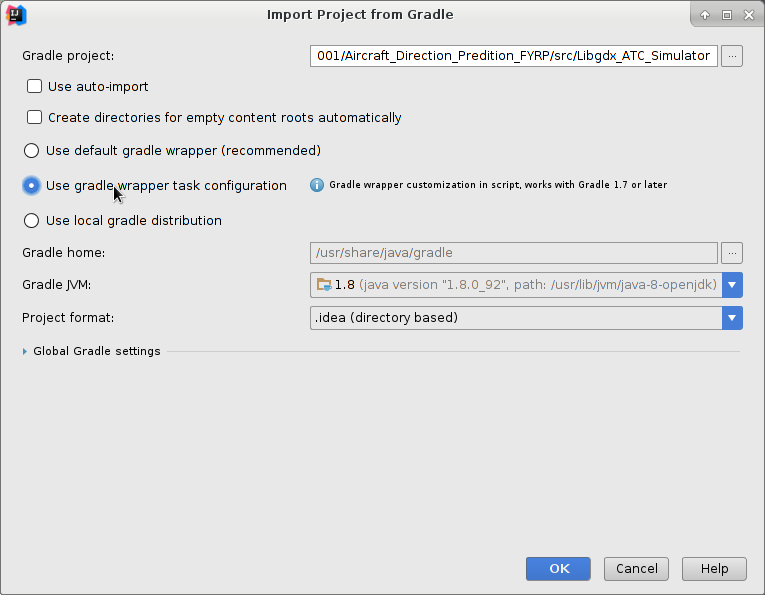 Import Project from Gradle
Gradle project:
001/Aircraft_Direction_Predition_FYRP/src/Libgdx_ATC_Simulator
...
Use auto-import
Create directories for empty content roots automatically
Use default gradle wrapper (recommended)
Use gradle wrapper task configuration
Gradle wrapper customization in script, works with Gradle 1.7 or later
Use local gradle distribution
Gradle home:
/usr/share/java/gradle
...
Gradle JVM:
1.8 (java version "1.8.0_92", path: /usr/lib/jvm/java-8-openjdk)
Project format:
.idea (directory based)
Global Gradle settings
OK
Cancel
Help